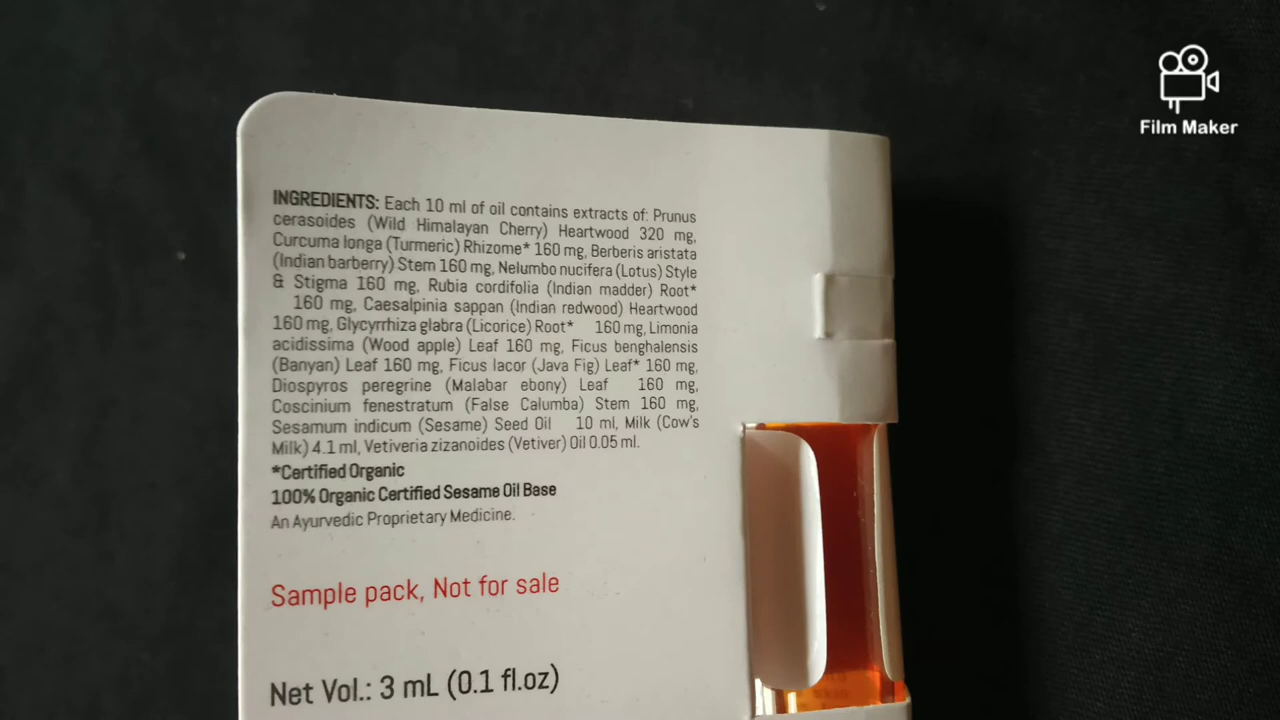 INGREDIENTS: Each 10 ml of oil contains extracts of: Prunus
cerasoides (Wild Himalayan Cherry) Heartwood 320 mg,
Curcuma longa (Turmeric) Rhizome* 160 mg, Berberis aristata
(Indian barberry) Stem 160 mg, Nelumbo nucifera (Lotus) Style
& Stigma 160 mg, Rubia cordifolia (Indian madder) Root*
160 mg, Caesalpinia sappan (Indian redwood) Heartwood
160 mg, Glycyrrhiza glabra (Licorice) Root* 160 mg, Limonia
acidissima (Wood apple) Leaf 160 mg, Ficus benghalensis
(Banyan) Leaf 160 mg, Ficus lacor (Java Fig) Leaf* 160 mg,
Diospyros peregrine (Malabar ebony) Leaf 160 mg,
Coscinium fenestratum (False Calumba) Stem 160 mg,
Sesamum indicum (Sesame) Seed Oil 10 ml, Milk (Cow's
Milk) 4.1 ml, Vetiveria zizanoides (Vetiver) Oil 0.05 ml.
*Certified Organic
100% Organic Certified Sesame Oil Base
An Ayurvedic Proprietary Medicine.
Sample pack, Not for sale
Net Vol.: 3 mL (0.1 fl.oz)
Film Maker